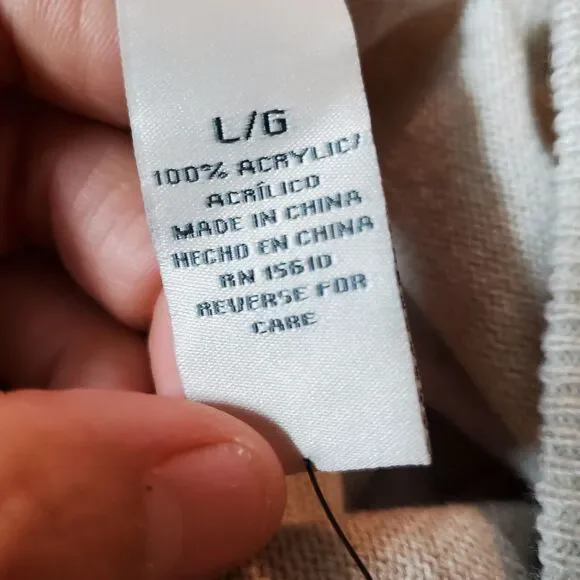 L/G
100% ACRYLIC/
ACRÍLICO
MADE IN CHINA
HECHO EN CHINA
RN 15610
REVERSE FOR
CARE